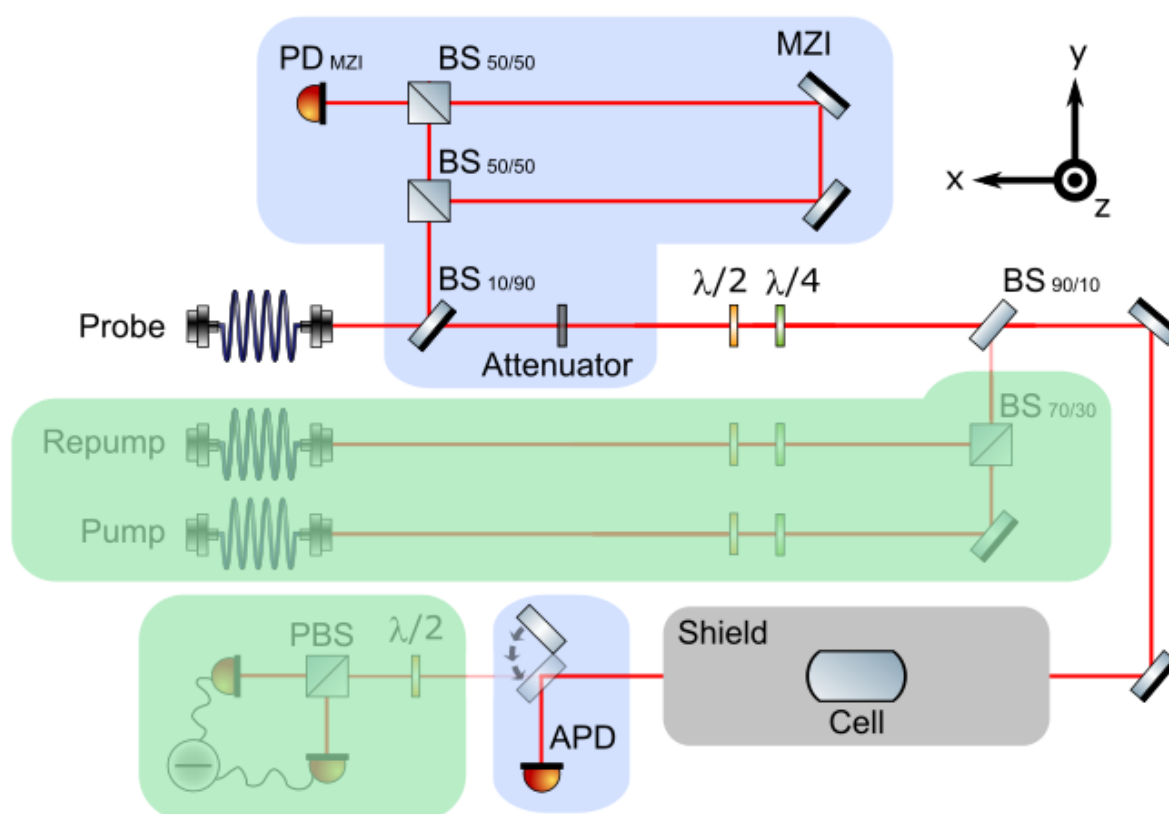 PD MZI
BS 50/50
MZI
y
BS 50/50
x
z
BS 10/90
λ/2
λ/4
BS 90/10
Probe
Attenuator
BS 70/30
Repump
Pump
PBS
λ/2
Shield
APD
Cell